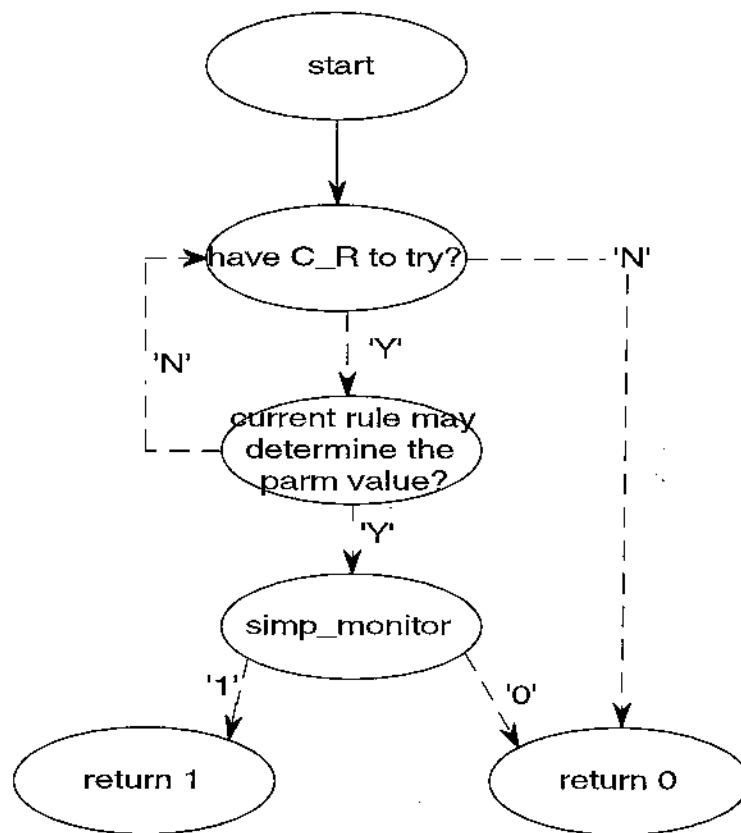 start
have C_R to try?
'N'
'Y'
'N'
current rule may
determine the
parm value?
'Y'
simp_monitor
'1'
'0'
return 1
return 0